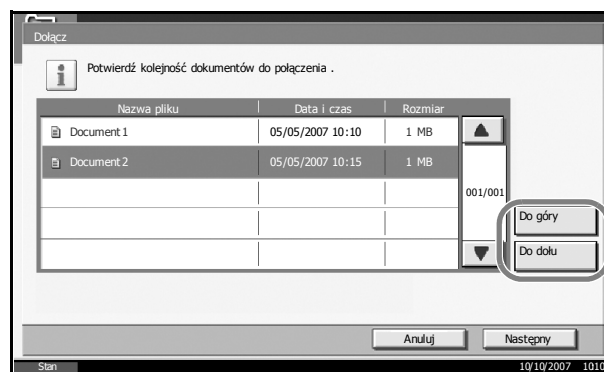 Dołącz
Potwierdź kolejność dokumentów do połączenia .
Nazwa pliku Data i czas Rozmiar
Document 1 05/05/2007 10:10 1 MB
Document 2 05/05/2007 10:15 1 MB
001/001
Do góry
Do dołu
Anuluj Następny
Stan 10/10/2007 1010